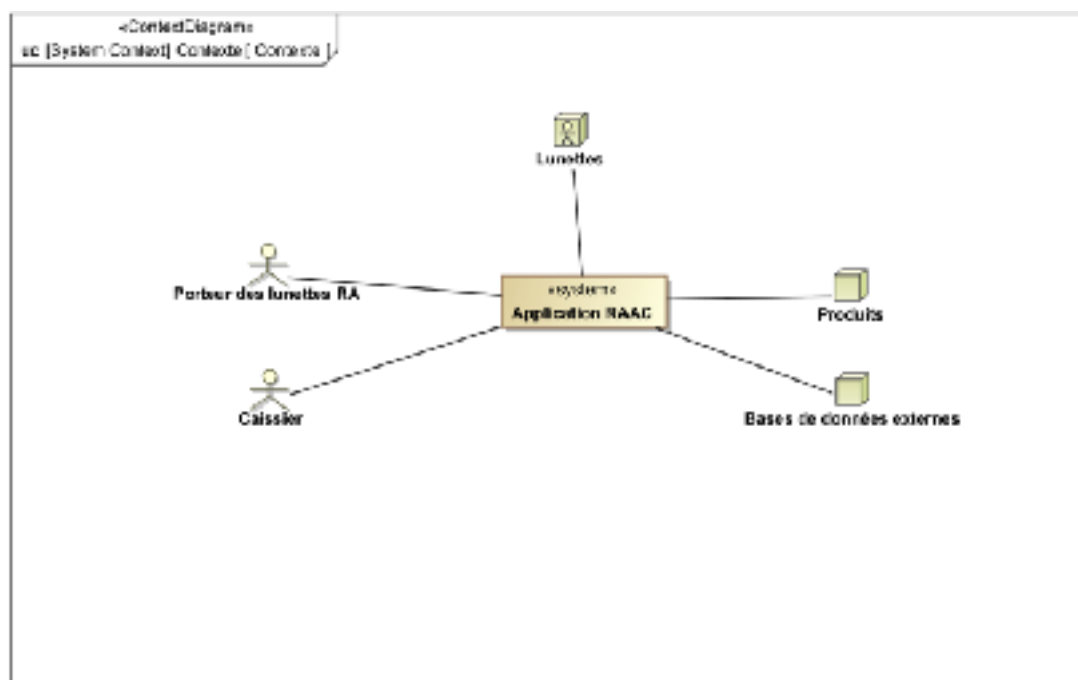 «ContextDiagram»
uc [System Context] Contexte [ Contexte ]
Lunettes
Porteur des lunettes RA
«system»
Application RAAC
Produits
Caissier
Bases de données externes